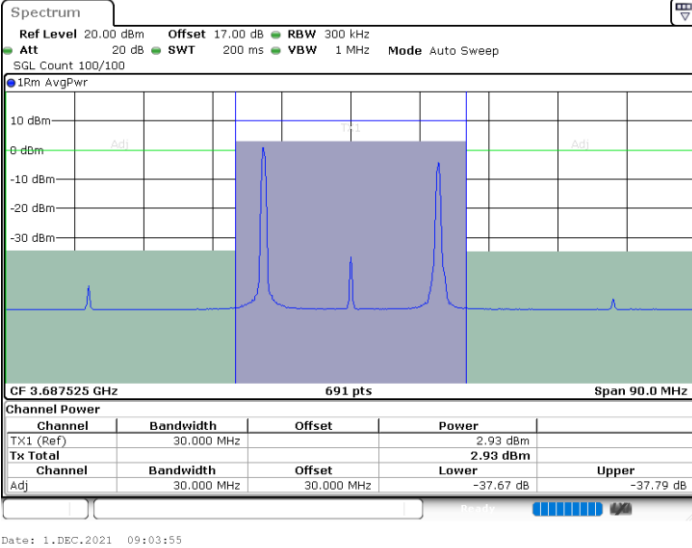 Spectrum
Ref Level 20.00 dBm Offset 17.00 dB RBW 300 kHz
Att 20 dB SWT 200 ms VBW 1 MHz Mode Auto Sweep
SGL Count 100/100
1Rm AvgPwr
10 dBm
TX1
Adj
0 dBm
Adj
-10 dBm
-20 dBm
-30 dBm
CF 3.687525 GHz 691 pts Span 90.0 MHz
Channel Power
Channel Bandwidth Offset Power
TX1 (Ref) 30.000 MHz 2.93 dBm
Tx Total 2.93 dBm
Channel Bandwidth Offset Lower Upper
Adj 30.000 MHz 30.000 MHz -37.67 dB -37.79 dB
Ready
Date: 1.DEC.2021 09:03:55